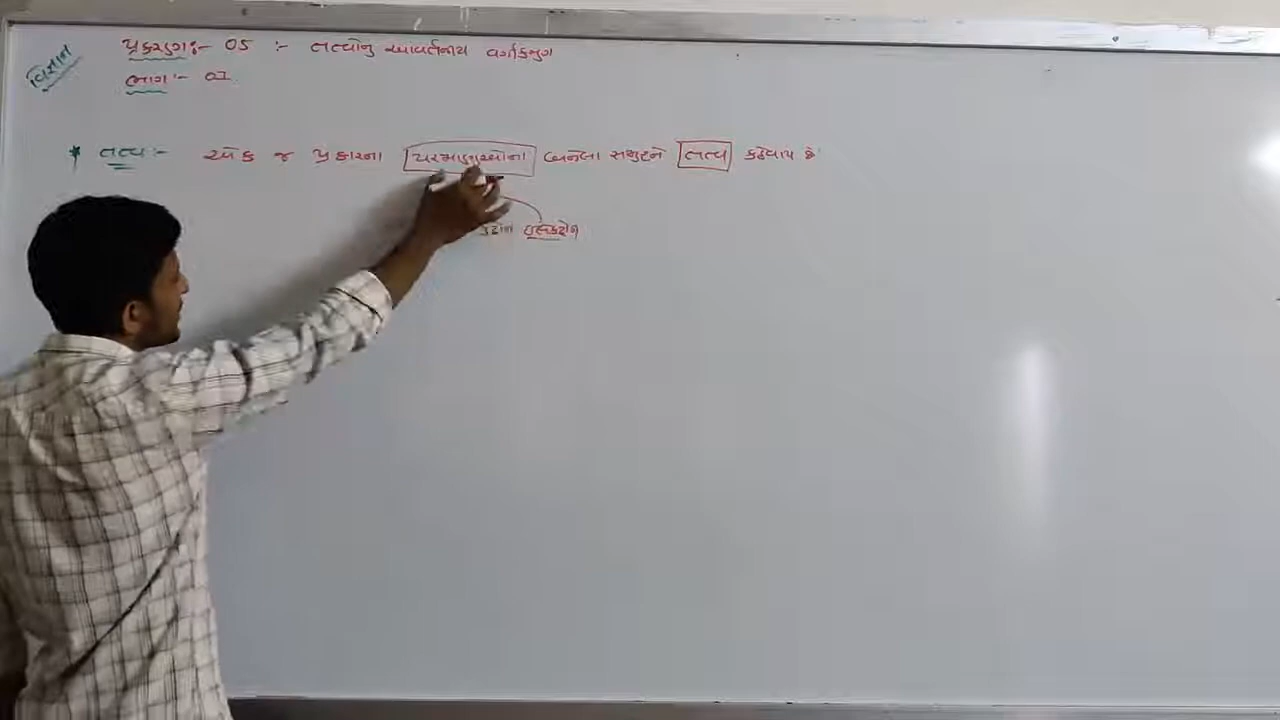 વિજ્ઞાન
પ્રકરણ :- 05 :- તત્વોનું આવર્તનીય વર્ગીકરણ
ભાગ :- 01
* તત્વ :- એક જ પ્રકારના પરમાણુઓના બનેલા સમુહને તત્વ કહેવાય છે
ઇલેક્ટ્રોન